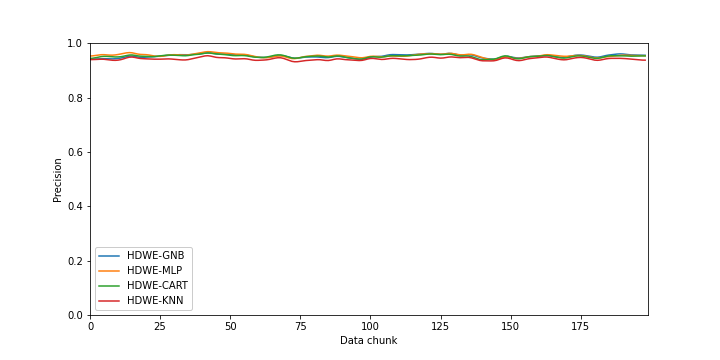 1.0
0.8
0.6
0.4
0.2
0.0
Precision
HDWE-GNB
HDWE-MLP
HDWE-CART
HDWE-KNN
0 25 50 75 100 125 150 175
Data chunk